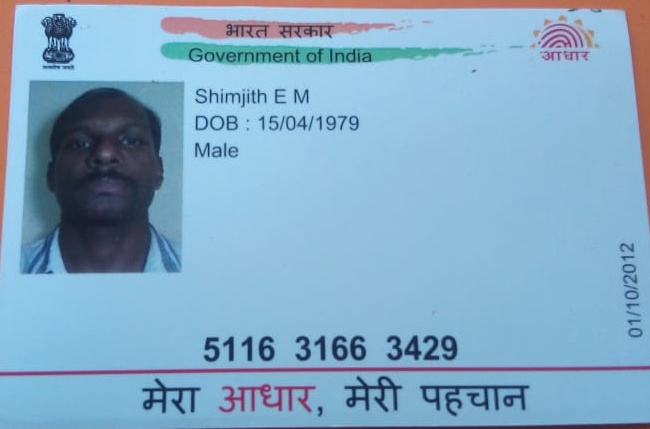 भारत सरकार
Government of India
आधार
Shimjith E M
DOB : 15/04/1979
Male
01/10/2012
5116 3166 3429
मेरा आधार, मेरी पहचान